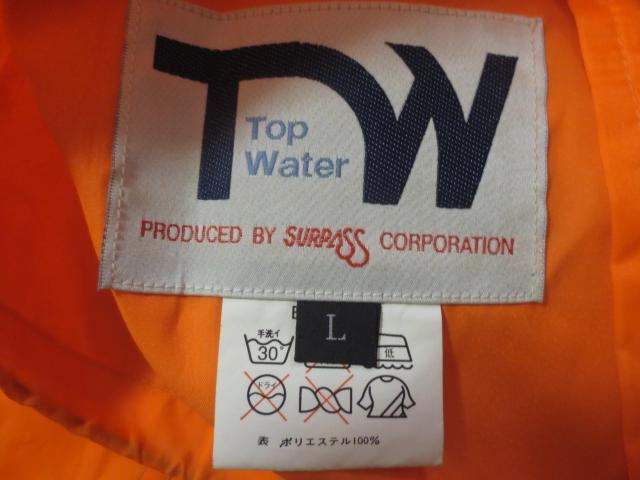 TW
Top
Water
PRODUCED BY SURPASS CORPORATION
L
手洗イ
30
低
ドライ
表 ポリエステル100%